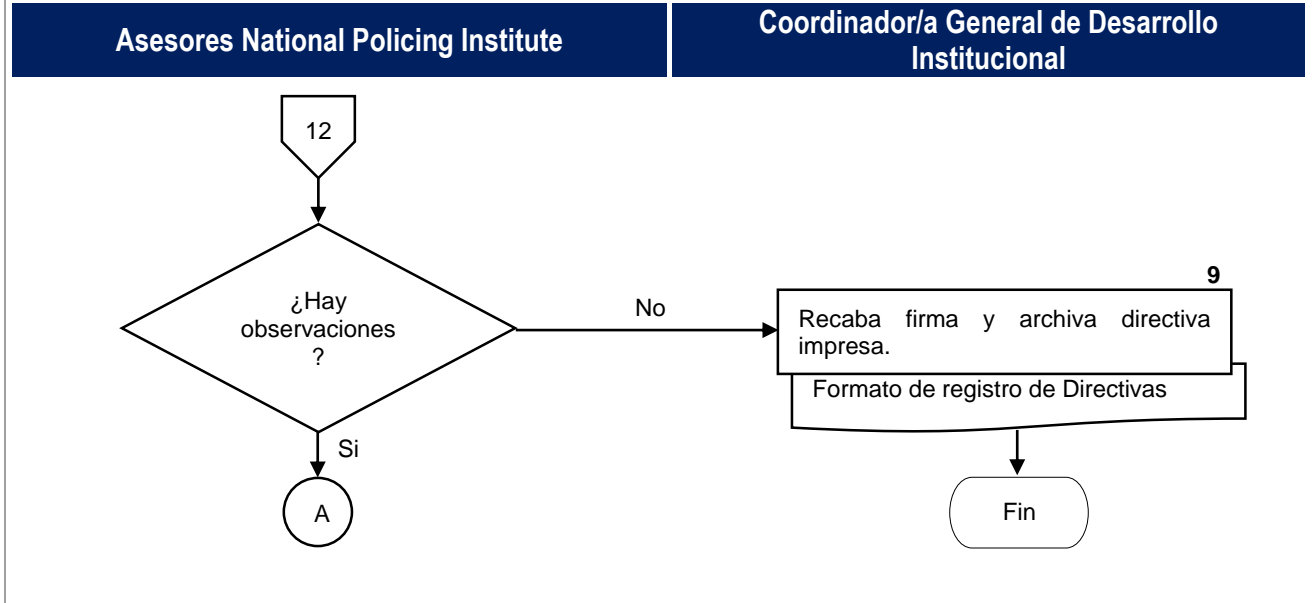 Asesores National Policing Institute
Coordinador/a General de Desarrollo
Institucional
12
¿Hay
observaciones
?
No
9
Recaba firma y archiva directiva
impresa.
Formato de registro de Directivas
Si
A
Fin